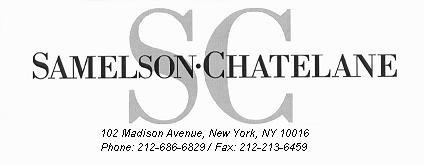 SC
SAMELSON·CHATELANE
102 Madison Avenue, New York, NY 10016
Phone: 212-686-6829 / Fax: 212-213-6459